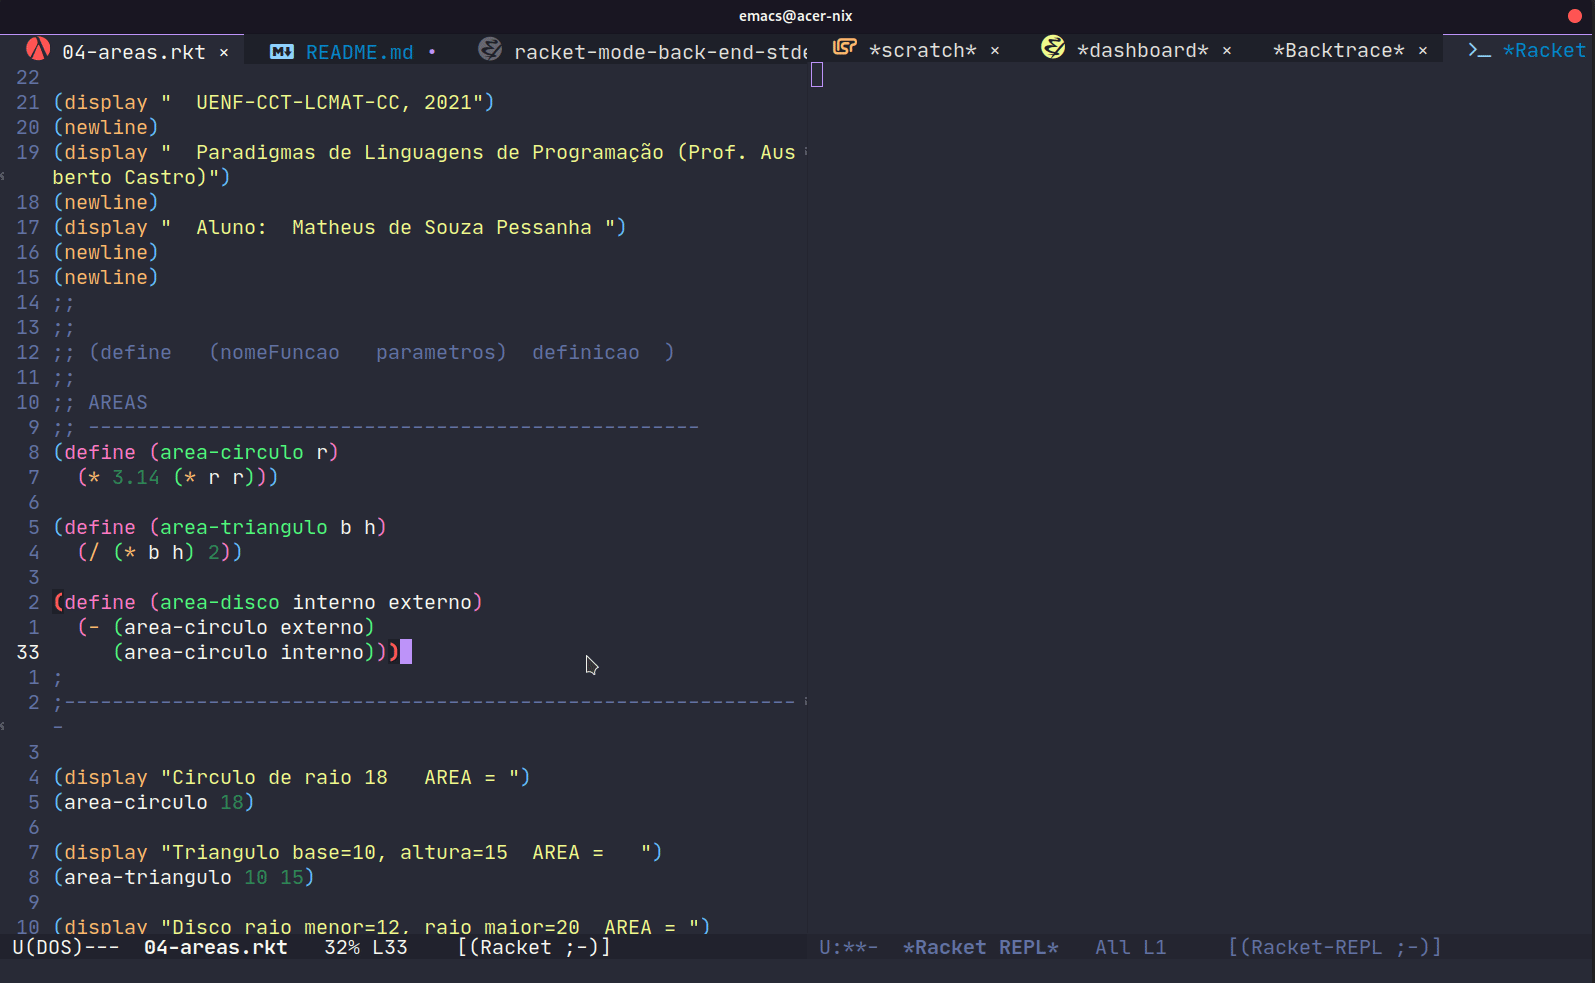 emacs@acer-nix
04-areas.rkt × README.md • racket-mode-back-end-stde *scratch* × *dashboard* × *Backtrace* × >_ *Racket
22
21 (display "  UENF-CCT-LCMAT-CC, 2021")
20 (newline)
19 (display "  Paradigmas de Linguagens de Programação (Prof. Aus
berto Castro)")
18 (newline)
17 (display "  Aluno:  Matheus de Souza Pessanha ")
16 (newline)
15 (newline)
14 ;;
13 ;;
12 ;; (define   (nomeFuncao   parametros)  definicao  )
11 ;;
10 ;; AREAS
9 ;; ---------------------------------------------------
8 (define (area-circulo r)
7   (* 3.14 (* r r)))
6
5 (define (area-triangulo b h)
4   (/ (* b h) 2))
3
2 (define (area-disco interno externo)
1   (- (area-circulo externo)
33      (area-circulo interno)))
1 ;
2 ;-------------------------------------------------------------
-
3
4 (display "Circulo de raio 18   AREA = ")
5 (area-circulo 18)
6
7 (display "Triangulo base=10, altura=15  AREA =   ")
8 (area-triangulo 10 15)
9
10 (display "Disco raio menor=12, raio maior=20  AREA = ")
U(DOS)---  04-areas.rkt   32% L33    [(Racket ;-)]
U:**-  *Racket REPL*   All L1     [(Racket-REPL ;-)]